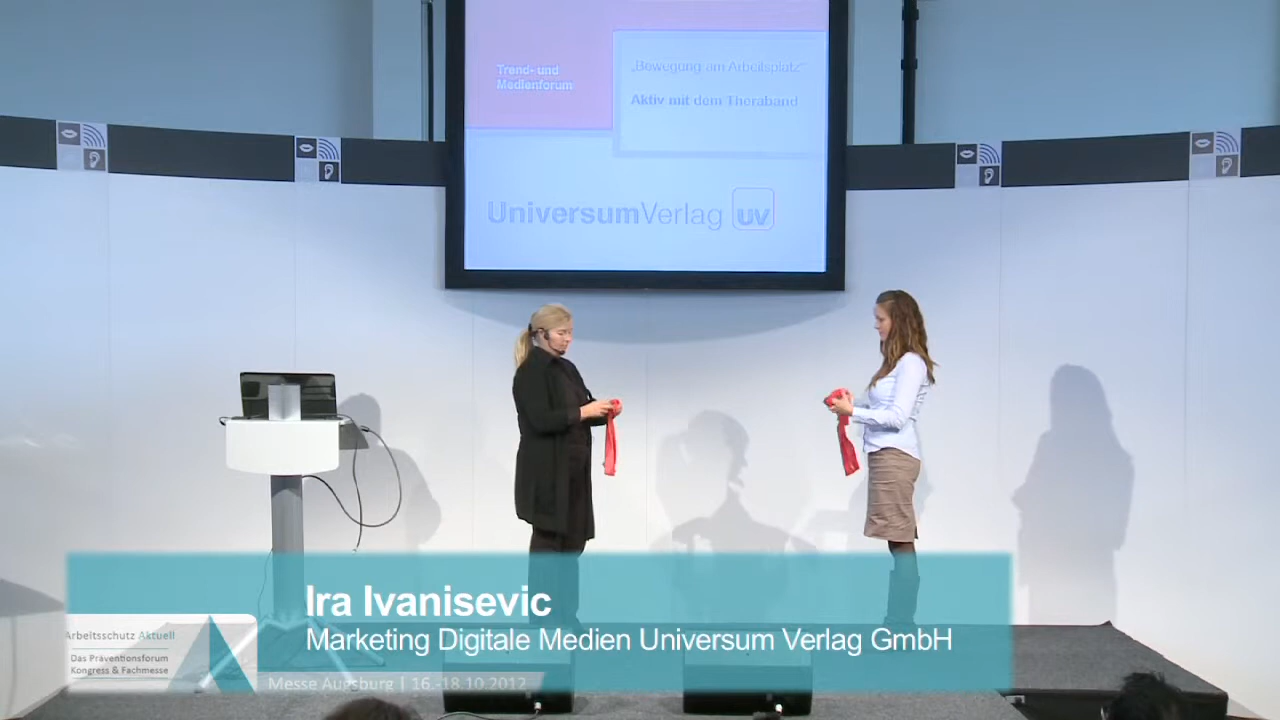 Trend- und
Medienforum
„Bewegung am Arbeitsplatz“
Aktiv mit dem Theraband
UniversumVerlag uv
Ira Ivanisevic
Marketing Digitale Medien Universum Verlag GmbH
Arbeitsschutz Aktuell
Das Präventionsforum
Kongress & Fachmesse
Messe Augsburg | 16.-18.10.2012